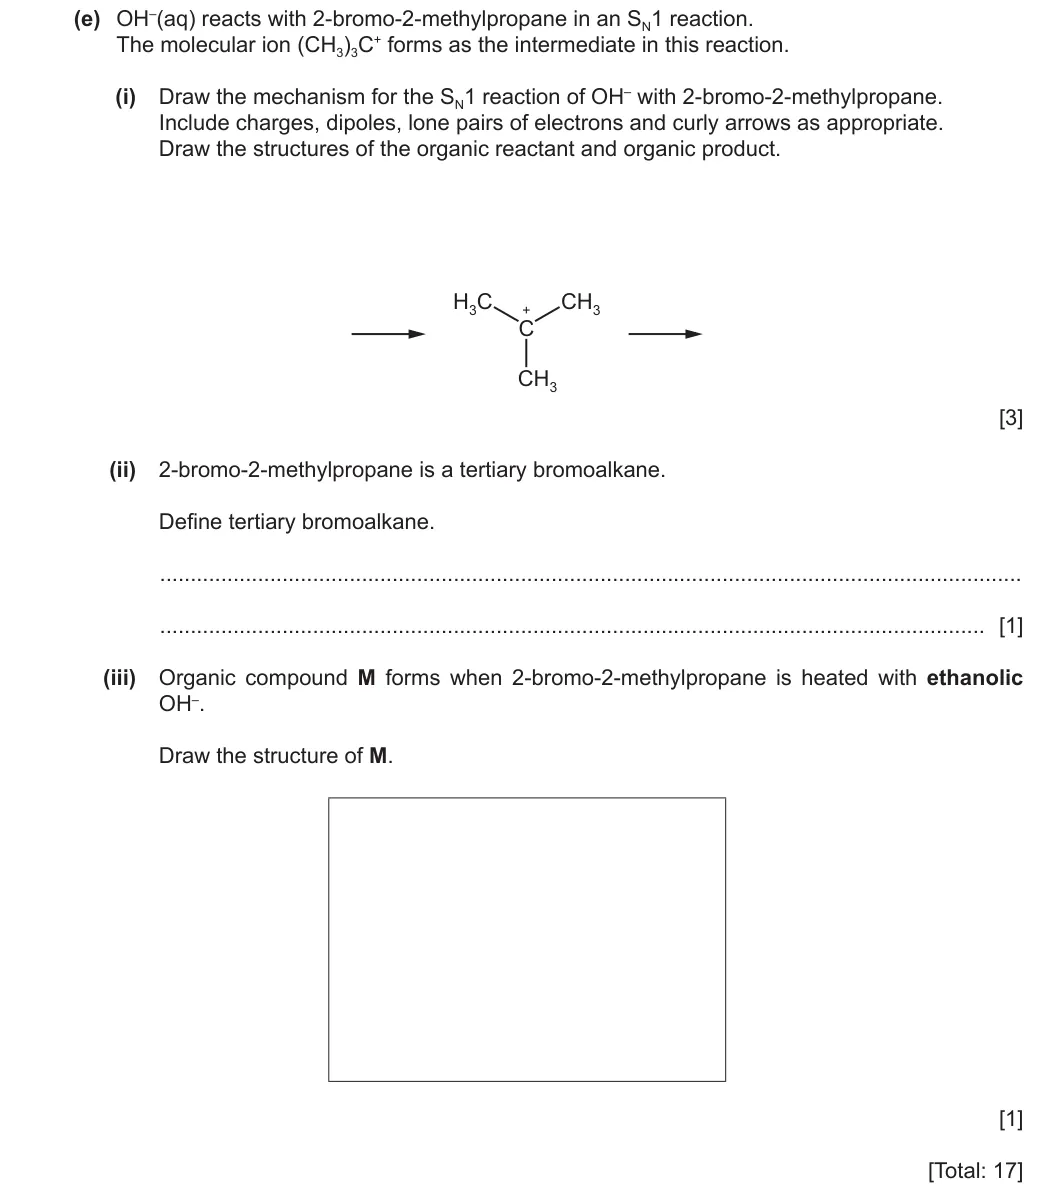 (e) OH⁻(aq) reacts with 2-bromo-2-methylpropane in an Sₙ1 reaction.
The molecular ion (CH₃)₃C⁺ forms as the intermediate in this reaction.
(i) Draw the mechanism for the Sₙ1 reaction of OH⁻ with 2-bromo-2-methylpropane.
Include charges, dipoles, lone pairs of electrons and curly arrows as appropriate.
Draw the structures of the organic reactant and organic product.
H₃C + CH₃
C
CH₃
[3]
(ii) 2-bromo-2-methylpropane is a tertiary bromoalkane.
Define tertiary bromoalkane.
[1]
(iii) Organic compound M forms when 2-bromo-2-methylpropane is heated with ethanolic
OH⁻.
Draw the structure of M.
[1]
[Total: 17]